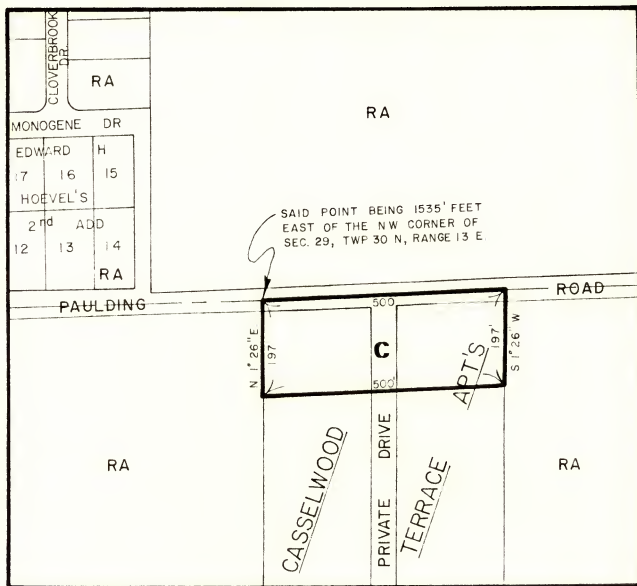 CLOVERBROOK
DR.
RA
RA
MONOGENE DR
EDWARD H
17 16 15
HOEVEL'S
2nd ADD
12 13 14
RA
SAID POINT BEING 1535' FEET
EAST OF THE NW CORNER OF
SEC. 29, TWP 30 N, RANGE 13 E.
PAULDING
ROAD
500'
N 1° 26" E
197
C
197'
S 1° 26" W
500'
APT'S
RA
CASSELWOOD
PRIVATE DRIVE
TERRACE
RA